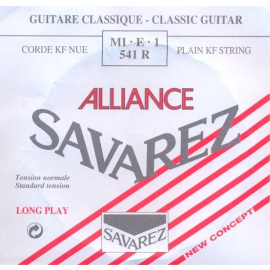 GUITARE CLASSIQUE - CLASSIC GUITAR
CORDE KF NUE
MI · E · 1
541 R
PLAIN KF STRING
ALLIANCE
SAVAREZ
Tension normale
Standard tension
LONG PLAY
SAVAREZ
NEW CONCEPT